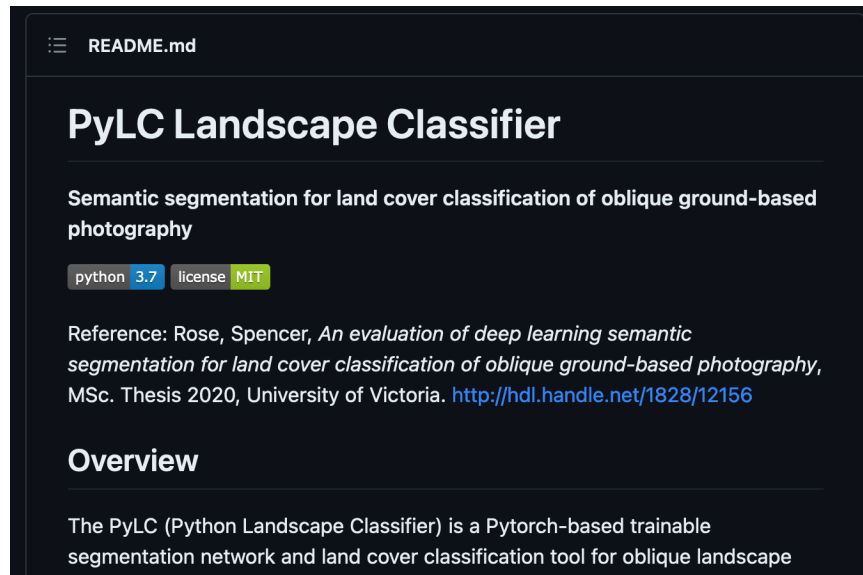 README.md
PyLC Landscape Classifier
Semantic segmentation for land cover classification of oblique ground-based
photography
python 3.7 license MIT
Reference: Rose, Spencer, An evaluation of deep learning semantic
segmentation for land cover classification of oblique ground-based photography,
MSc. Thesis 2020, University of Victoria. http://hdl.handle.net/1828/12156
Overview
The PyLC (Python Landscape Classifier) is a Pytorch-based trainable
segmentation network and land cover classification tool for oblique landscape